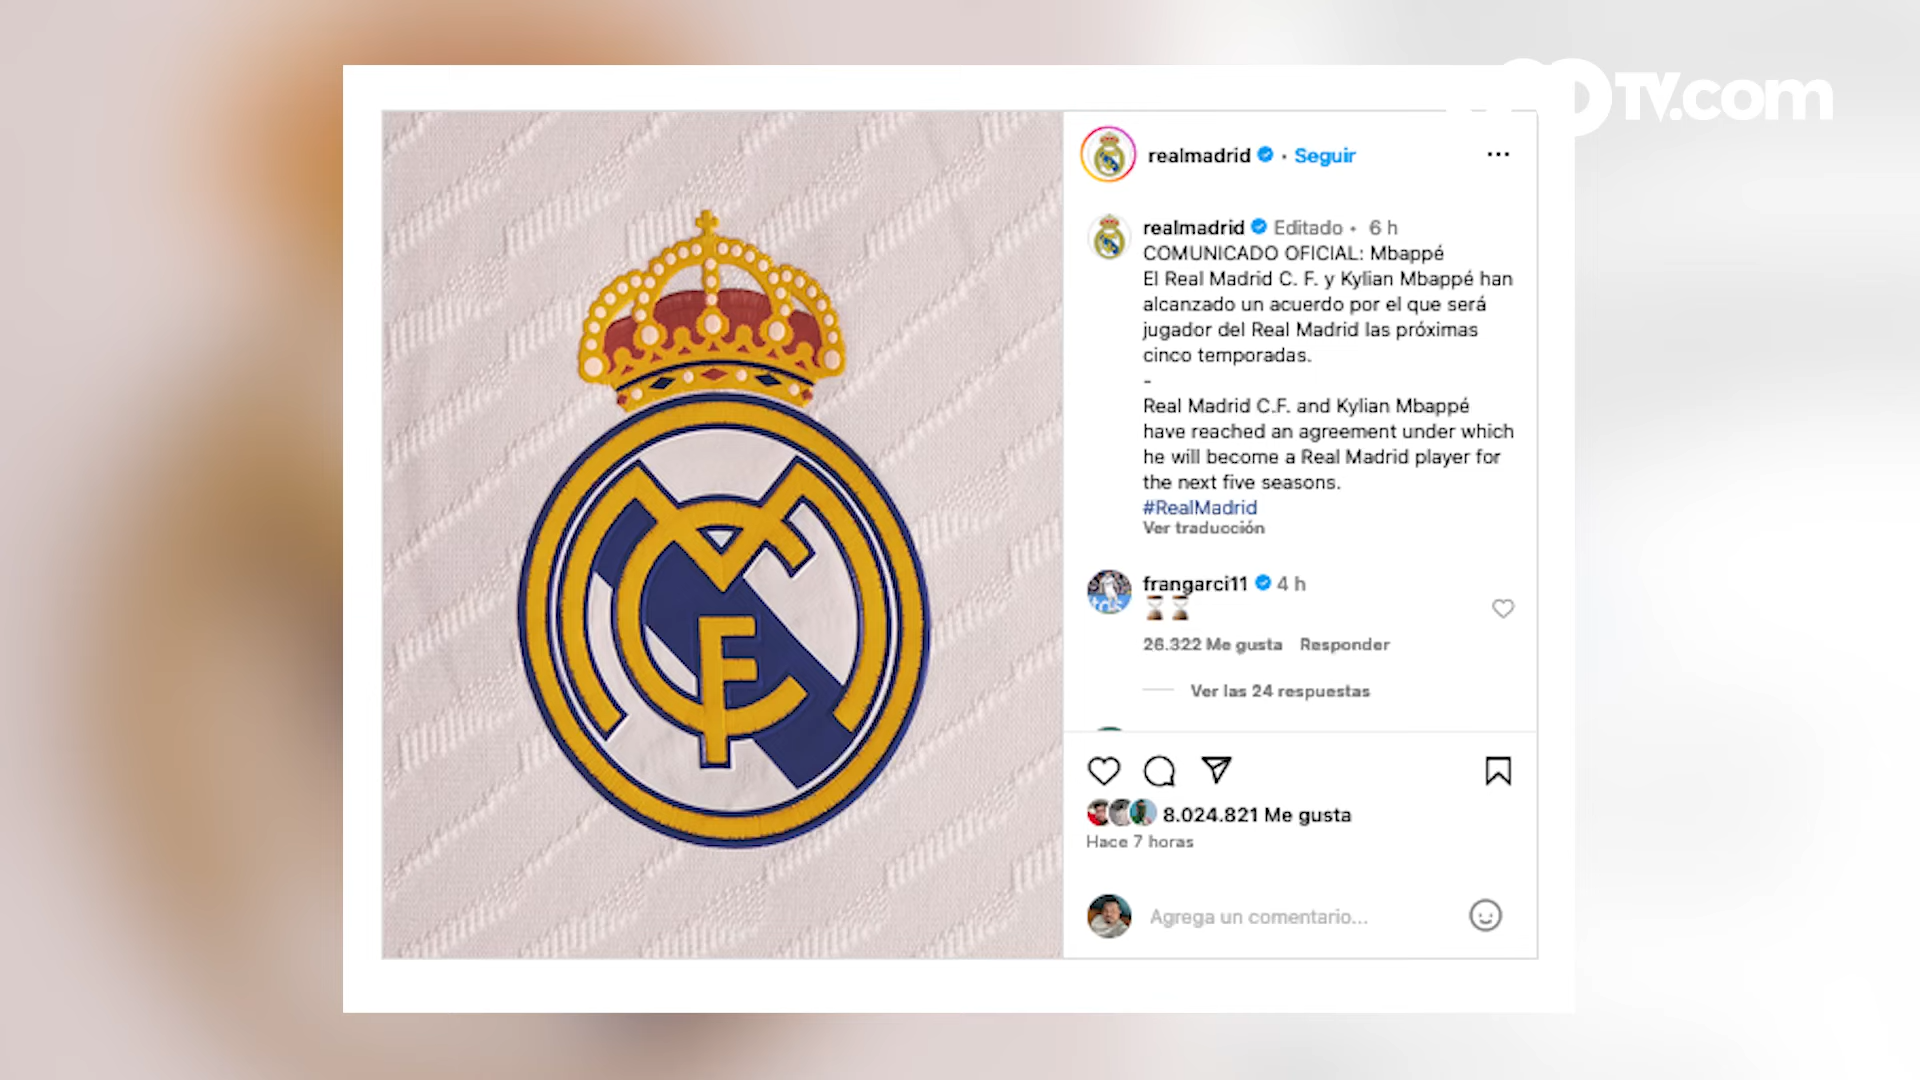 TV.com
realmadrid • Seguir
realmadrid Editado • 6 h
COMUNICADO OFICIAL: Mbappé
El Real Madrid C. F. y Kylian Mbappé han
alcanzado un acuerdo por el que será
jugador del Real Madrid las próximas
cinco temporadas.
-
Real Madrid C.F. and Kylian Mbappé
have reached an agreement under which
he will become a Real Madrid player for
the next five seasons.
#RealMadrid
Ver traducción
frangarci11 4 h
26.322 Me gusta Responder
Ver las 24 respuestas
8.024.821 Me gusta
Hace 7 horas
Agrega un comentario...